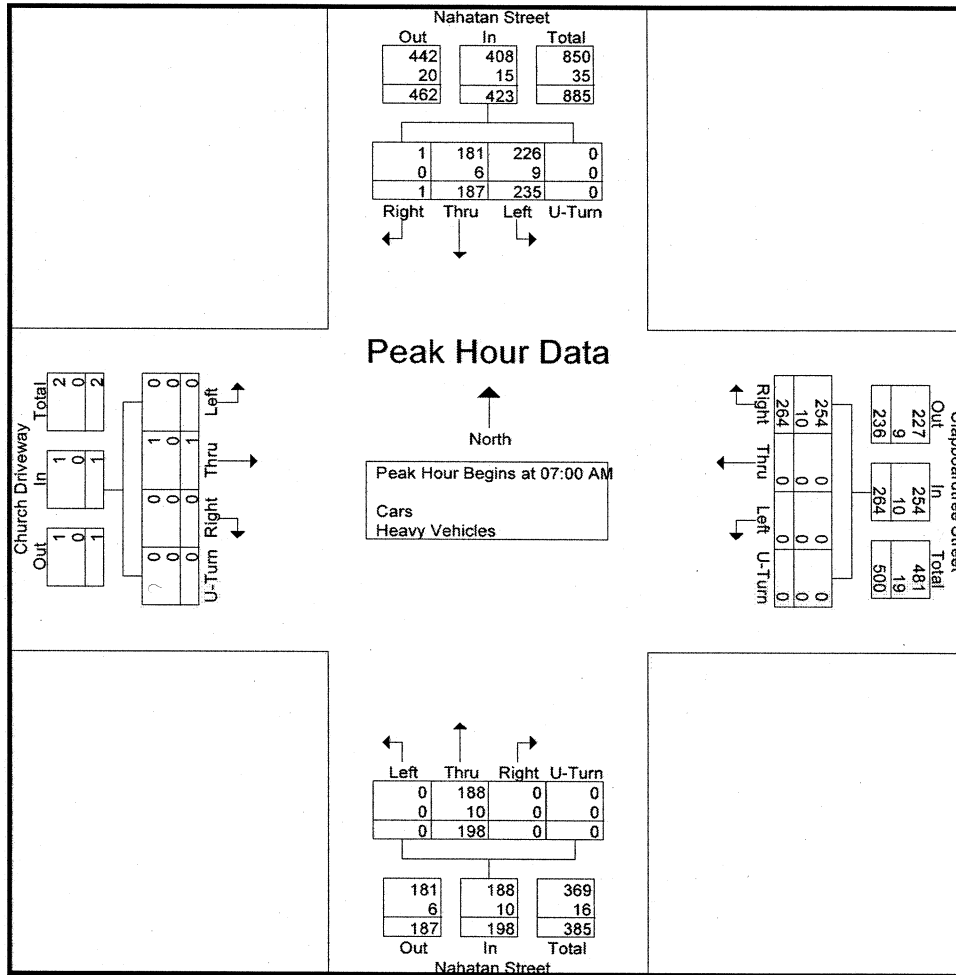 Nahatan Street
Out In Total
442 408 850
20 15 35
462 423 885
1 181 226 0
0 6 9 0
1 187 235 0
Right Thru Left U-Turn
Peak Hour Data
North
Peak Hour Begins at 07:00 AM
Cars
Heavy Vehicles
Church Driveway
Out In Total
1 1 2
0 0 0
1 1 2
0 1 0
0 0 0 0
0 0 1 0
U-Turn Right Thru Left
Clapboardtree Street
Out In Total
227 254 481
9 10 19
236 264 500
254 0 0 0
10 0 0 0
264 0 0 0
Right Thru Left U-Turn
Left Thru Right U-Turn
0 188 0 0
0 10 0 0
0 198 0 0
181 188 369
6 10 16
187 198 385
Out In Total
Nahatan Street